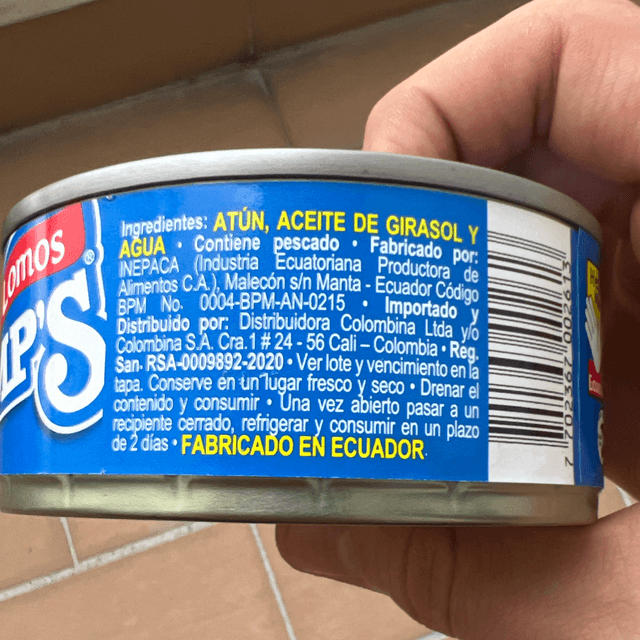 Lomos
MP'S®
Ingredientes: ATÚN, ACEITE DE GIRASOL Y
AGUA • Contiene pescado • Fabricado por:
INEPACA (Industria Ecuatoriana Productora de
Alimentos C.A.), Malecón s/n Manta - Ecuador Código
BPM No. 0004-BPM-AN-0215 • Importado y
Distribuido por: Distribuidora Colombina Ltda y/o
Colombina S.A. Cra.1 # 24 - 56 Cali – Colombia • Reg.
San. RSA-0009892-2020 • Ver lote y vencimiento en la
tapa. Conserve en un lugar fresco y seco • Drenar el
contenido y consumir • Una vez abierto pasar a un
recipiente cerrado, refrigerar y consumir en un plazo
de 2 días • FABRICADO EN ECUADOR.
7 702367 002613